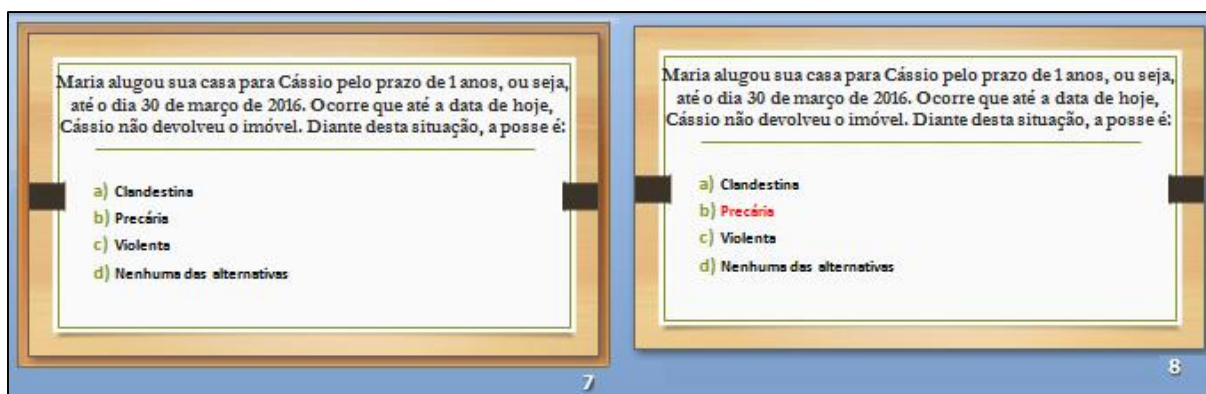 Maria alugou sua casa para Cássio pelo prazo de 1 anos, ou seja,
até o dia 30 de março de 2016. Ocorre que até a data de hoje,
Cássio não devolveu o imóvel. Diante desta situação, a posse é:
a) Clandestina
b) Precária
c) Violenta
d) Nenhuma das alternativas
7
Maria alugou sua casa para Cássio pelo prazo de 1 anos, ou seja,
até o dia 30 de março de 2016. Ocorre que até a data de hoje,
Cássio não devolveu o imóvel. Diante desta situação, a posse é:
a) Clandestina
b) Precária
c) Violenta
d) Nenhuma das alternativas
8